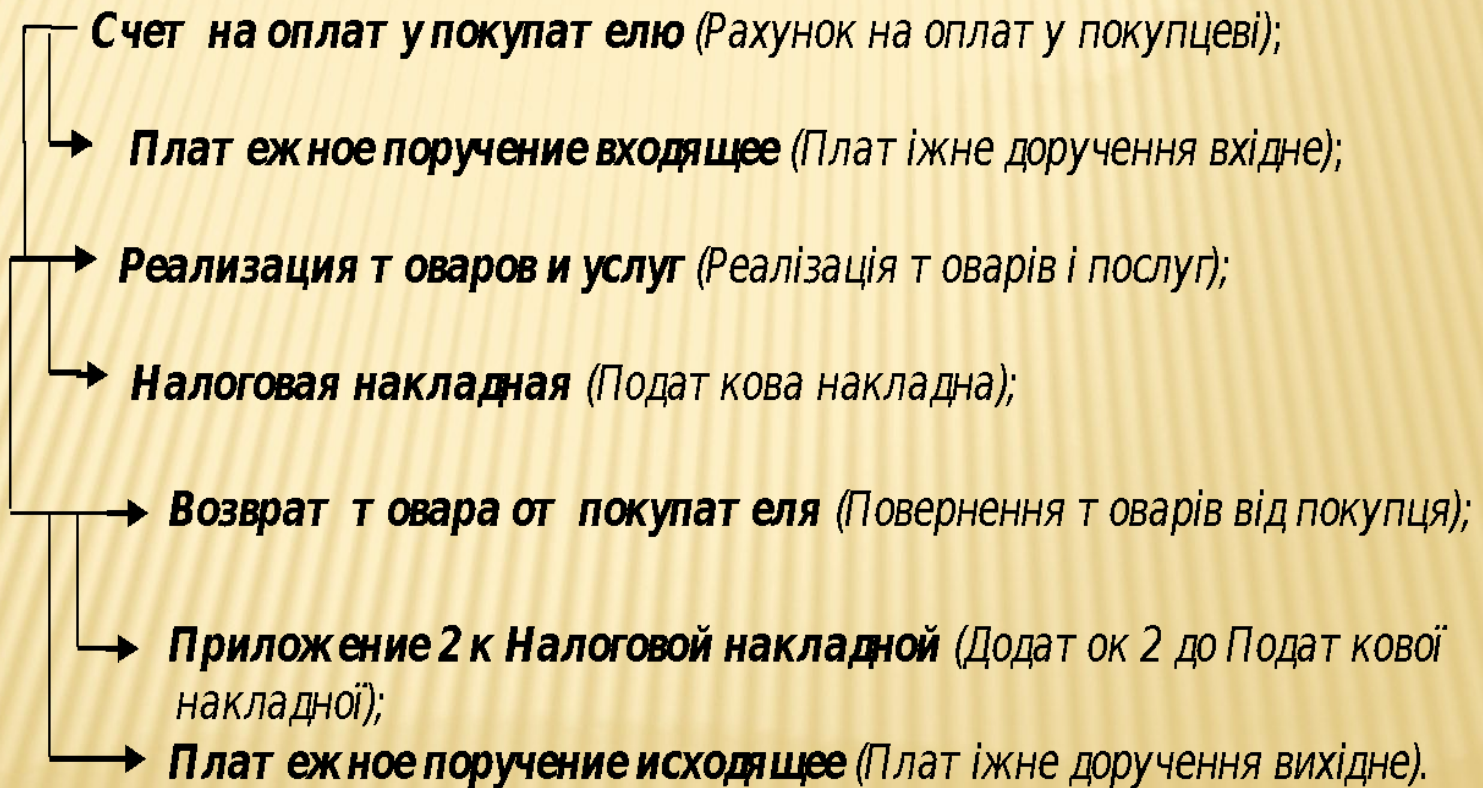 Счет на оплату покупателю (Рахунок на оплату покупцеві);
Платежное поручение входящее (Платіжне доручення вхідне);
Реализация товаров и услуг (Реалізація товарів і послуг);
Налоговая накладная (Податкова накладна);
Возврат товара от покупателя (Повернення товарів від покупця);
Приложение 2 к Налоговой накладной (Додаток 2 до Податкової
накладної);
Платежное поручение исходящее (Платіжне доручення вихідне).